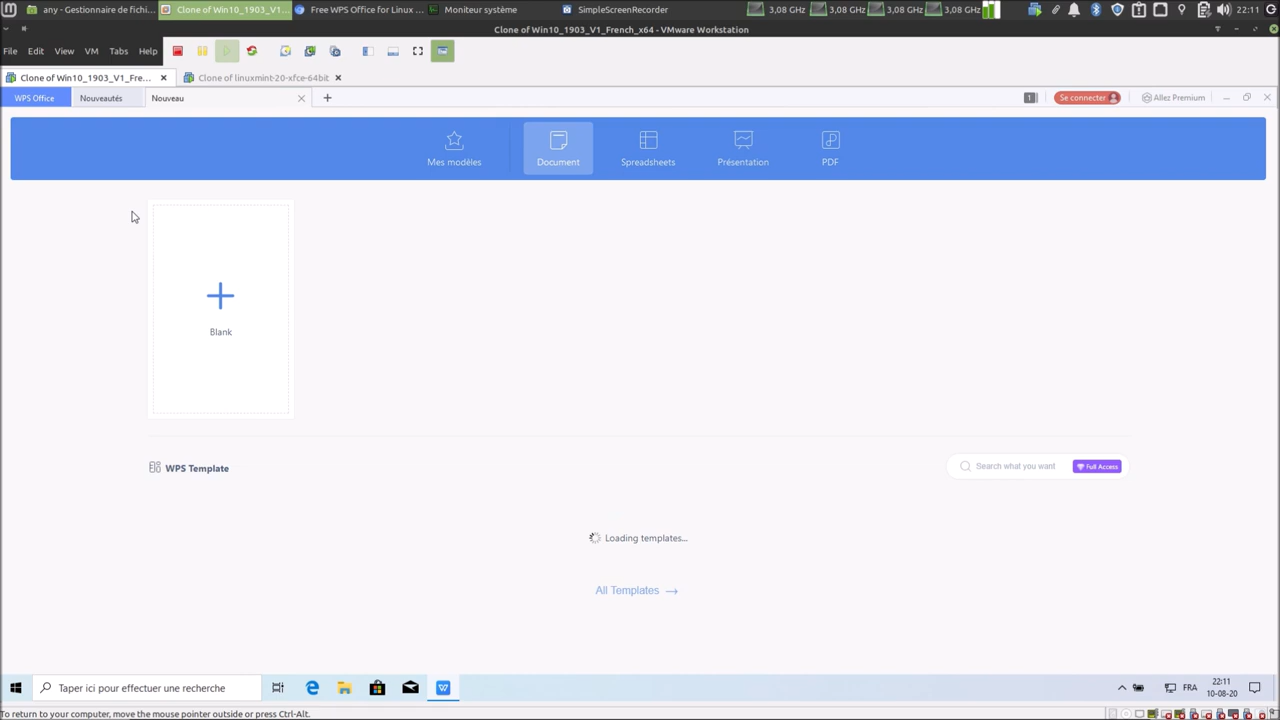 any - Gestionnaire de fichi... Clone of Win10_1903_V1... Free WPS Office for Linux ... Moniteur système SimpleScreenRecorder 3,08 GHz 3,08 GHz 3,08 GHz 3,08 GHz 22:11
Clone of Win10_1903_V1_French_x64 - VMware Workstation
File Edit View VM Tabs Help
Clone of Win10_1903_V1_Fre... Clone of linuxmint-20-xfce-64bit
WPS Office Nouveautés Nouveau 1 Se connecter Allez Premium
Mes modèles Document Spreadsheets Présentation PDF
Blank
WPS Template Search what you want Full Access
Loading templates...
All Templates →
Taper ici pour effectuer une recherche FRA 22:11
10-08-20
To return to your computer, move the mouse pointer outside or press Ctrl-Alt.